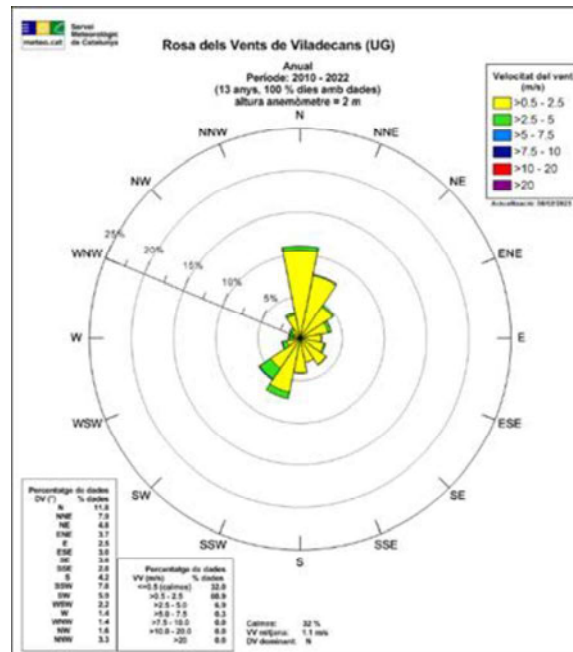 Servei
Meteorològic
de Catalunya
meteo.cat
Rosa dels Vents de Viladecans (UG)
Anual
Període: 2010 - 2022
(13 anys, 100 % dies amb dades)
altura anemòmetre = 2 m
Velocitat del vent
(m/s)
>0.5 - 2.5
>2.5 - 5
>5 - 7.5
>7.5 - 10
>10 - 20
>20
N
NNE
NE
ENE
E
ESE
SE
SSE
S
SSW
SW
WSW
W
WNW
NW
NNW
25%
20%
15%
10%
5%
Percentatge de dades
DV (°) % dades
N
NNE 7.9
NE 4.8
ENE 3.7
E 2.5
ESE 3.0
SE
SSE 2.8
S 4.2
SSW 7.8
SW 5.9
WSW 2.2
W 1.4
WNW 1.4
NW 1.6
NNW 3.3
Percentatge de dades
VV (m/s) % dades
<=0.5 (calmes) 32.0
>0.5 - 2.5 60.9
>2.5 - 5.0 6.9
>5.0 - 7.5 0.3
>7.5 - 10.0 0.0
>10.0 - 20.0 0.0
>20 0.0
Calmes: 32 %
VV mitjana: 1.1 m/s
DV dominant: N